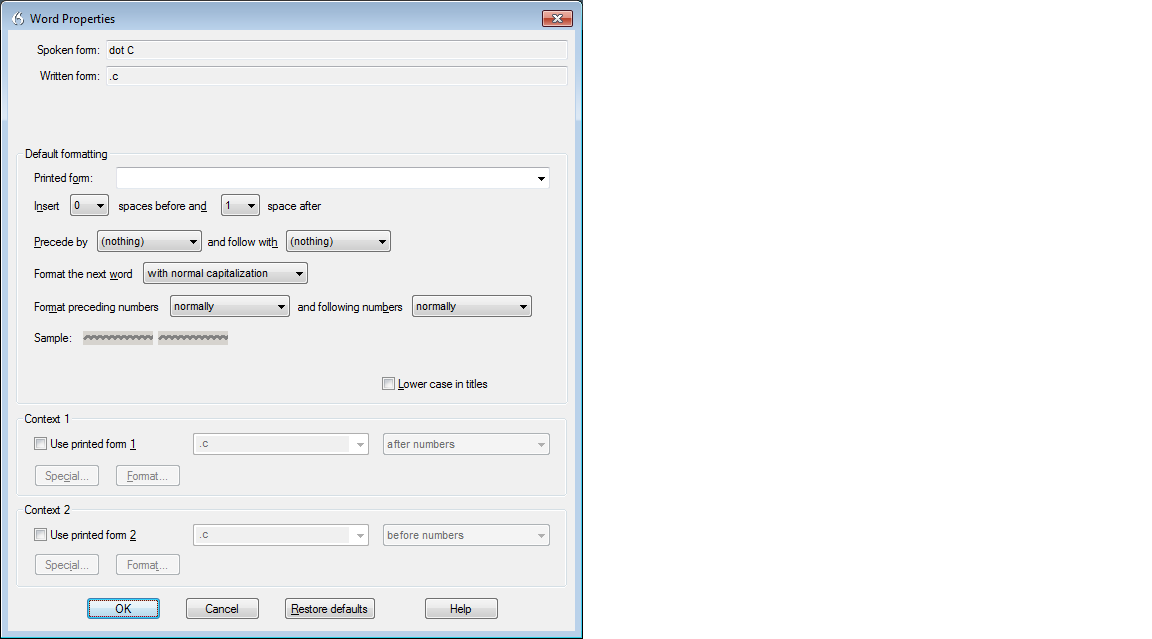 Word Properties
Spoken form: dot C
Written form: .c
Default formatting
Printed form:
Insert 0 spaces before and 1 space after
Precede by (nothing) and follow with (nothing)
Format the next word with normal capitalization
Format preceding numbers normally and following numbers normally
Sample:
Lower case in titles
Context 1
Use printed form 1 .c after numbers
Special... Format...
Context 2
Use printed form 2 .c before numbers
Special... Format...
OK Cancel Restore defaults Help